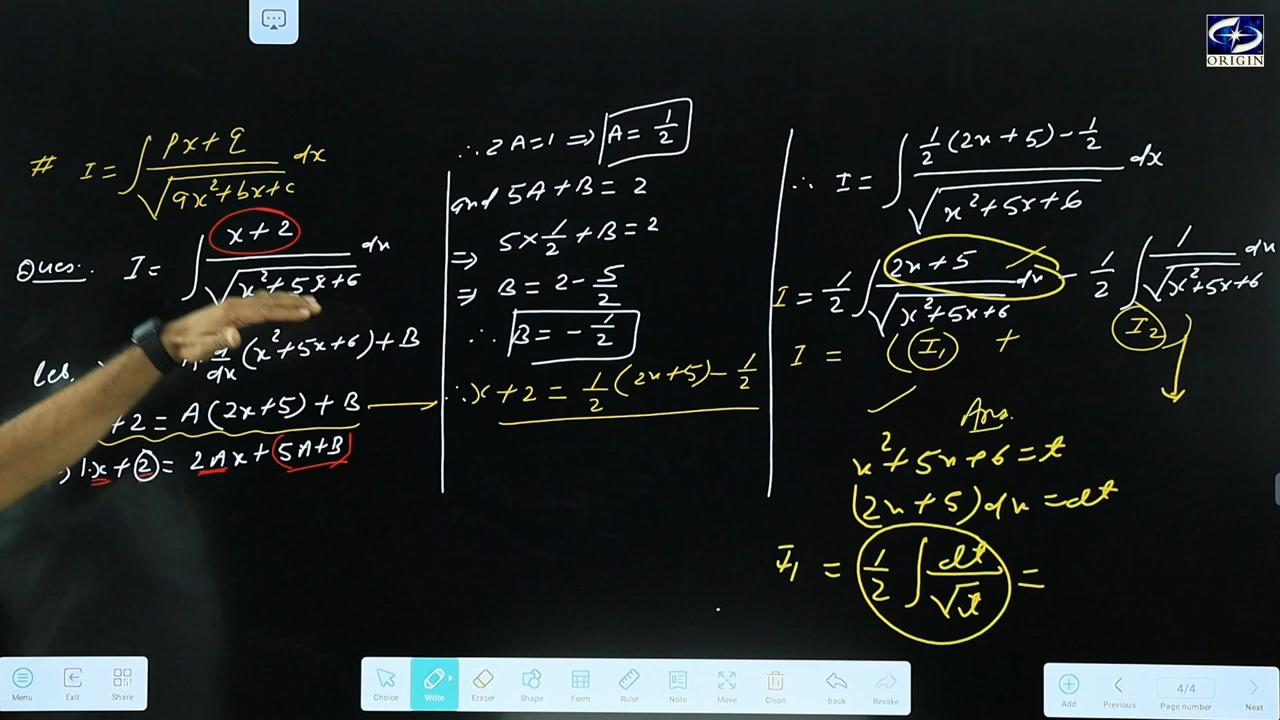 ORIGIN
# I = ∫ px + q / √ax² + bx + c dx
Ques. I = ∫ x + 2 / √x² + 5x + 6 dx
d/dx (x² + 5x + 6) + B
+ 2 = A(2x + 5) + B
1.x + 2 = 2Ax + 5A + B
∴ 2A = 1 ⇒ A = 1/2
and 5A + B = 2
⇒ 5 × 1/2 + B = 2
⇒ B = 2 - 5/2
∴ B = - 1/2
∴ x + 2 = 1/2 (2x + 5) - 1/2
∴ I = ∫ 1/2 (2x + 5) - 1/2 / √x² + 5x + 6 dx
I = 1/2 ∫ 2x + 5 / √x² + 5x + 6 dx - 1/2 ∫ 1 / √x² + 5x + 6 dx
I = (I₁ + I₂
Ans.
x² + 5x + 6 = t
(2x + 5) dx = dt
I₁ = 1/2 ∫ dt / √t =
Menu Exit Share Choice Write Eraser Shape Form Ruler Note Move Clean back Revoke Add Previous 4/4 Page number Next